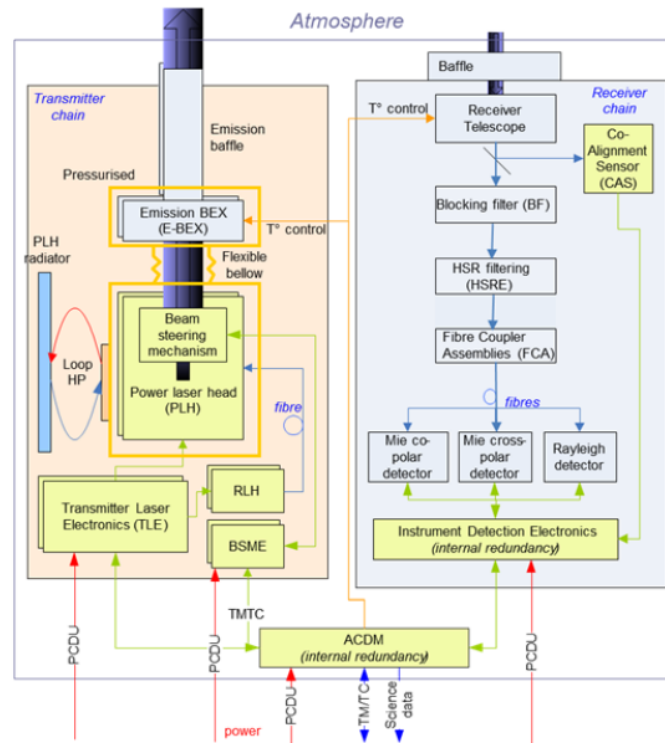 Atmosphere
Transmitter
chain
Emission
baffle
Pressurised
Emission BEX
(E-BEX)
T° control
Flexible
bellow
PLH
radiator
Loop
HP
Beam
steering
mechanism
Power laser head
(PLH)
fibre
Transmitter Laser
Electronics (TLE)
RLH
BSME
TMTC
PCDU
PCDU
PCDU
PCDU
power
ACDM
(internal redundancy)
TM/TC
Science
data
Baffle
T° control
Receiver
Telescope
Receiver
chain
Co-
Alignment
Sensor
(CAS)
Blocking filter (BF)
HSR filtering
(HSRE)
Fibre Coupler
Assemblies (FCA)
fibres
Mie co-
polar
detector
Mie cross-
polar
detector
Rayleigh
detector
Instrument Detection Electronics
(internal redundancy)